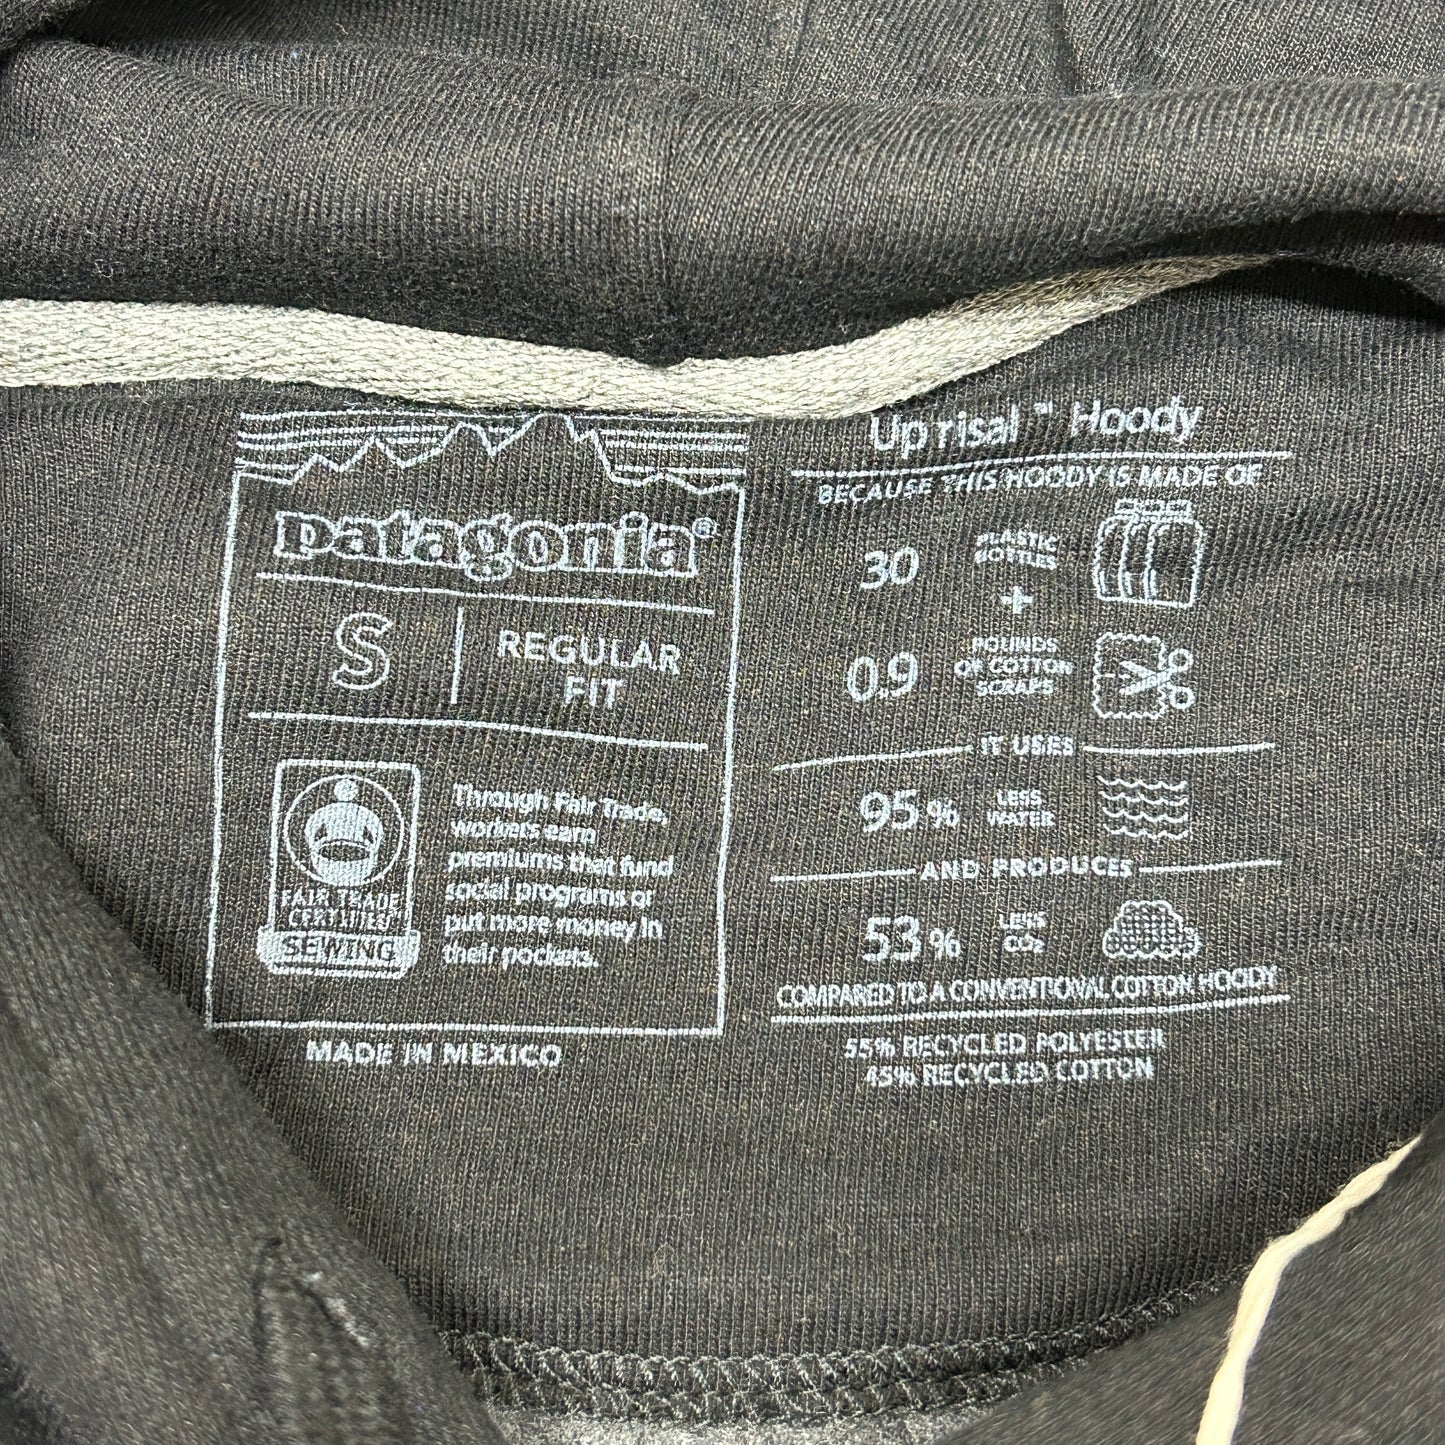 patagonia®
S
REGULAR
FIT
FAIR TRADE
CERTIFIED™
SEWING
Through Fair Trade,
workers earn
premiums that fund
social programs or
put more money in
their pockets.
MADE IN MEXICO
Uprisal™ Hoody
BECAUSE THIS HOODY IS MADE OF
30
PLASTIC
BOTTLES
+
0.9
POUNDS
OF COTTON
SCRAPS
IT USES
95%
LESS
WATER
AND PRODUCES
53%
LESS
CO2
COMPARED TO A CONVENTIONAL COTTON HOODY
55% RECYCLED POLYESTER
45% RECYCLED COTTON